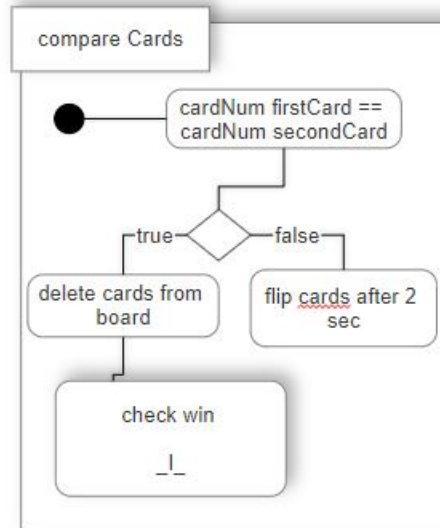 compare Cards
cardNum firstCard ==
cardNum secondCard
true
false
delete cards from
board
flip cards after 2
sec
check win
_I_